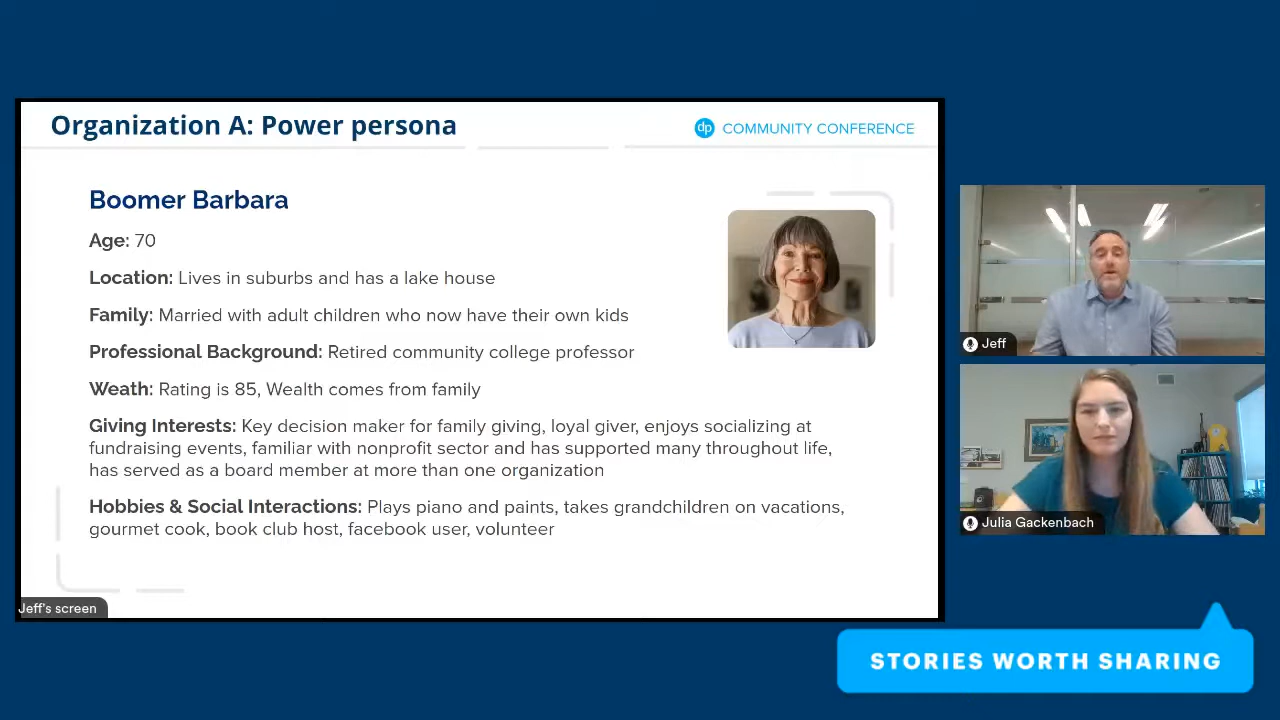 Organization A: Power persona
dp COMMUNITY CONFERENCE
Boomer Barbara
Age: 70
Location: Lives in suburbs and has a lake house
Family: Married with adult children who now have their own kids
Professional Background: Retired community college professor
Weath: Rating is 85, Wealth comes from family
Giving Interests: Key decision maker for family giving, loyal giver, enjoys socializing at
fundraising events, familiar with nonprofit sector and has supported many throughout life,
has served as a board member at more than one organization
Hobbies & Social Interactions: Plays piano and paints, takes grandchildren on vacations,
gourmet cook, book club host, facebook user, volunteer
Jeff's screen
Jeff
Julia Gackenbach
STORIES WORTH SHARING